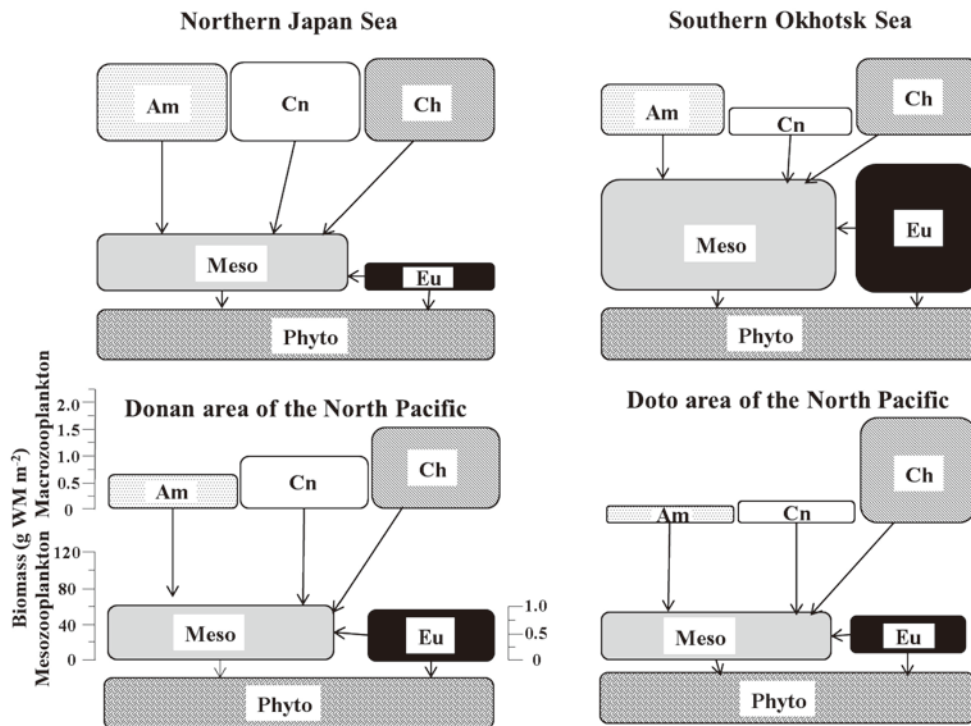 Northern Japan Sea
Southern Okhotsk Sea
Am
Cn
Ch
Am
Cn
Ch
Meso
Eu
Meso
Eu
Phyto
Phyto
Donan area of the North Pacific
Doto area of the North Pacific
Biomass (g WM m⁻²)
Macrozooplankton
2.0
1.5
1.0
0.5
0
Am
Cn
Ch
Am
Cn
Ch
Mesozooplankton
120
80
40
0
Meso
Eu
1.0
0.5
0
Meso
Eu
Phyto
Phyto